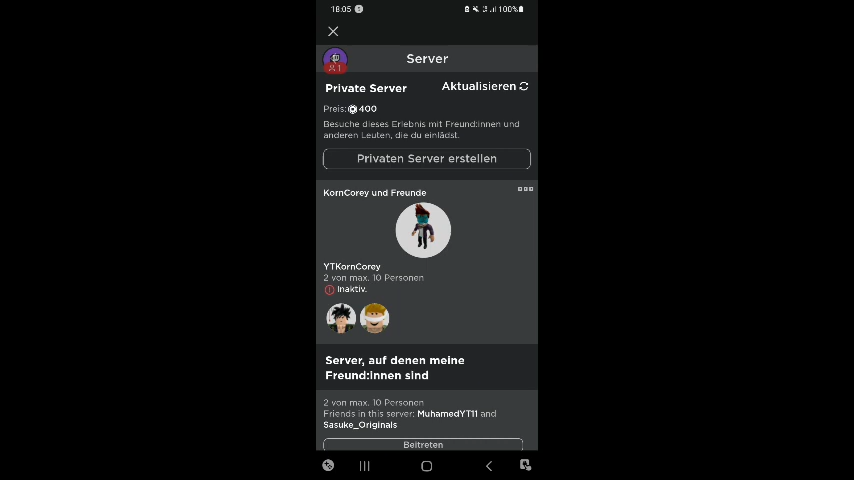 18:05
100%
Server
1
Private Server
Aktualisieren
Preis: 400
Besuche dieses Erlebnis mit Freund:innen und
anderen Leuten, die du einlädst.
Privaten Server erstellen
KornCorey und Freunde
YTKornCorey
2 von max. 10 Personen
Inaktiv.
Server, auf denen meine
Freund:innen sind
2 von max. 10 Personen
Friends in this server: MuhamedYT11 and
Sasuke_Originals
Beitreten